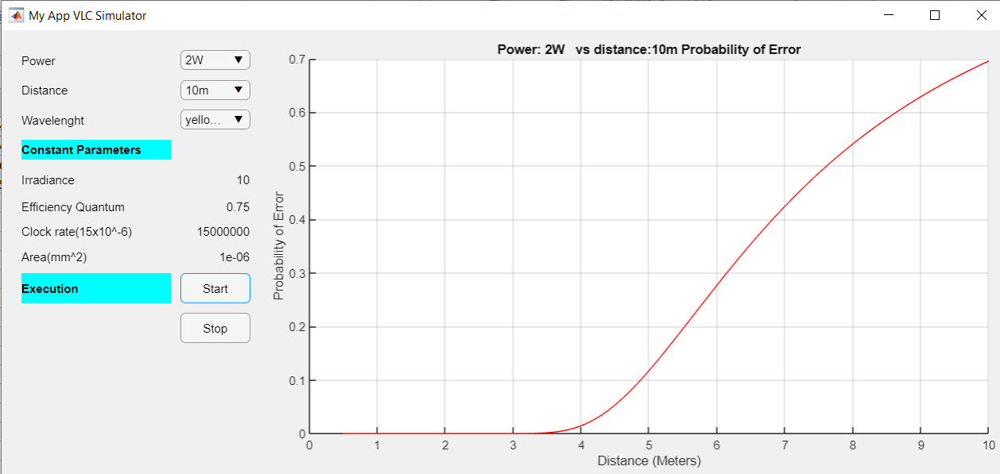 My App VLC Simulator
Power 2W
Distance 10m
Wavelenght yello...
Constant Parameters
Irradiance 10
Efficiency Quantum 0.75
Clock rate(15x10^-6) 15000000
Area(mm^2) 1e-06
Execution Start
Stop
Power: 2W   vs distance:10m Probability of Error
Probability of Error
0.7
0.6
0.5
0.4
0.3
0.2
0.1
0
0 1 2 3 4 5 6 7 8 9 10
Distance (Meters)